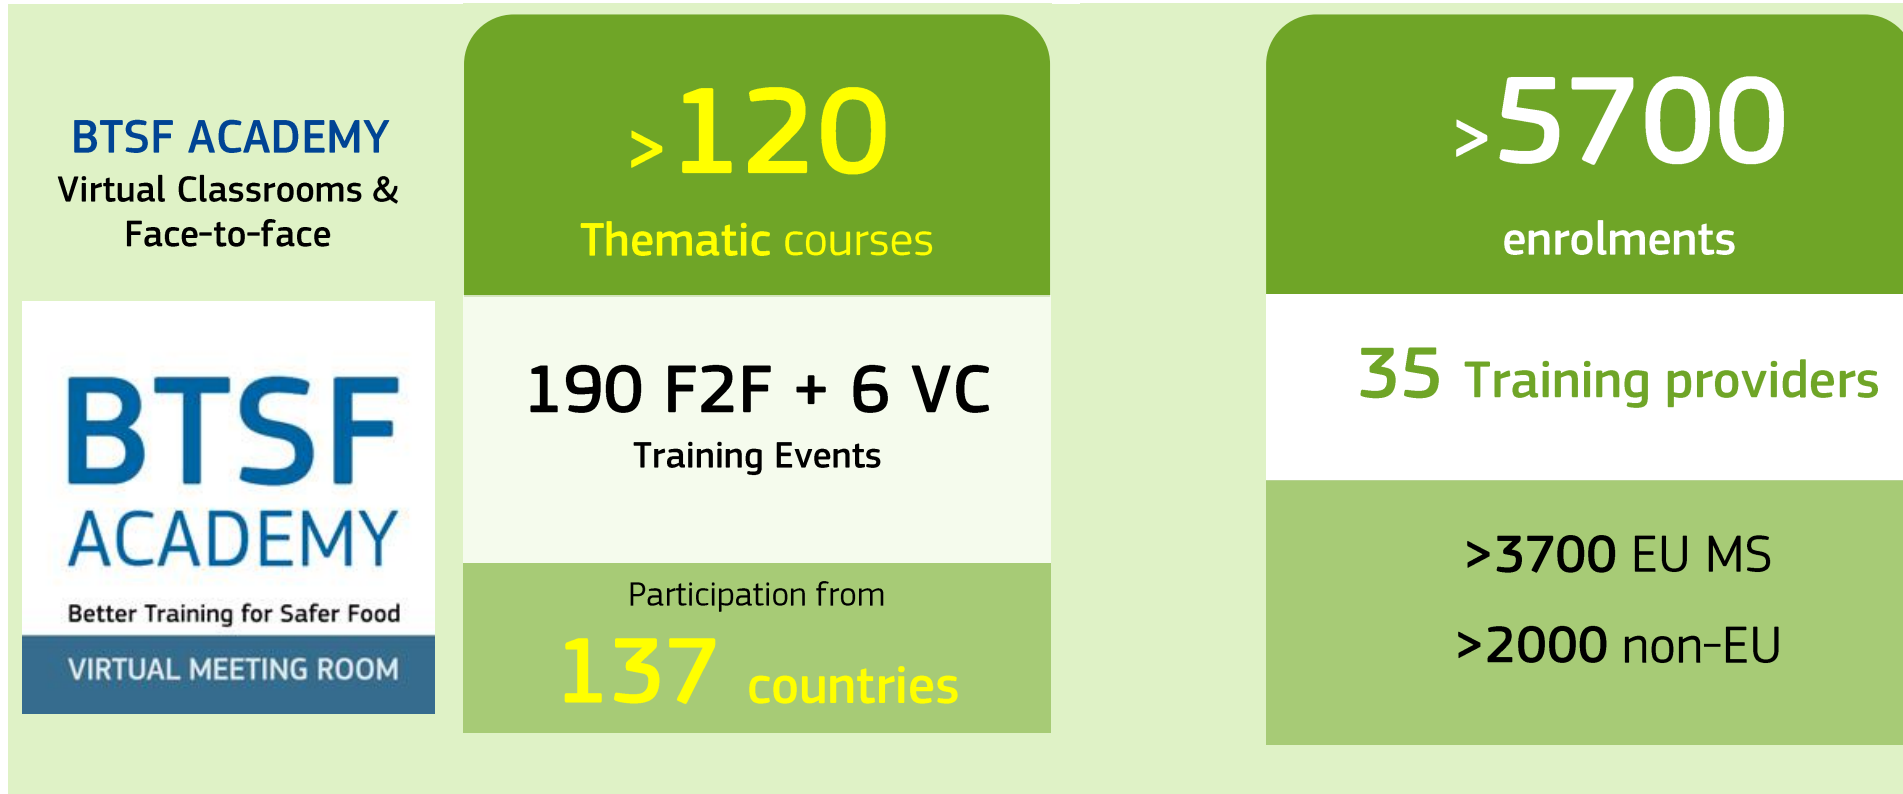 BTSF ACADEMY
Virtual Classrooms &
Face-to-face
BTSF
ACADEMY
Better Training for Safer Food
VIRTUAL MEETING ROOM
>120
Thematic courses
190 F2F + 6 VC
Training Events
Participation from
137 countries
>5700
enrolments
35 Training providers
>3700 EU MS
>2000 non-EU